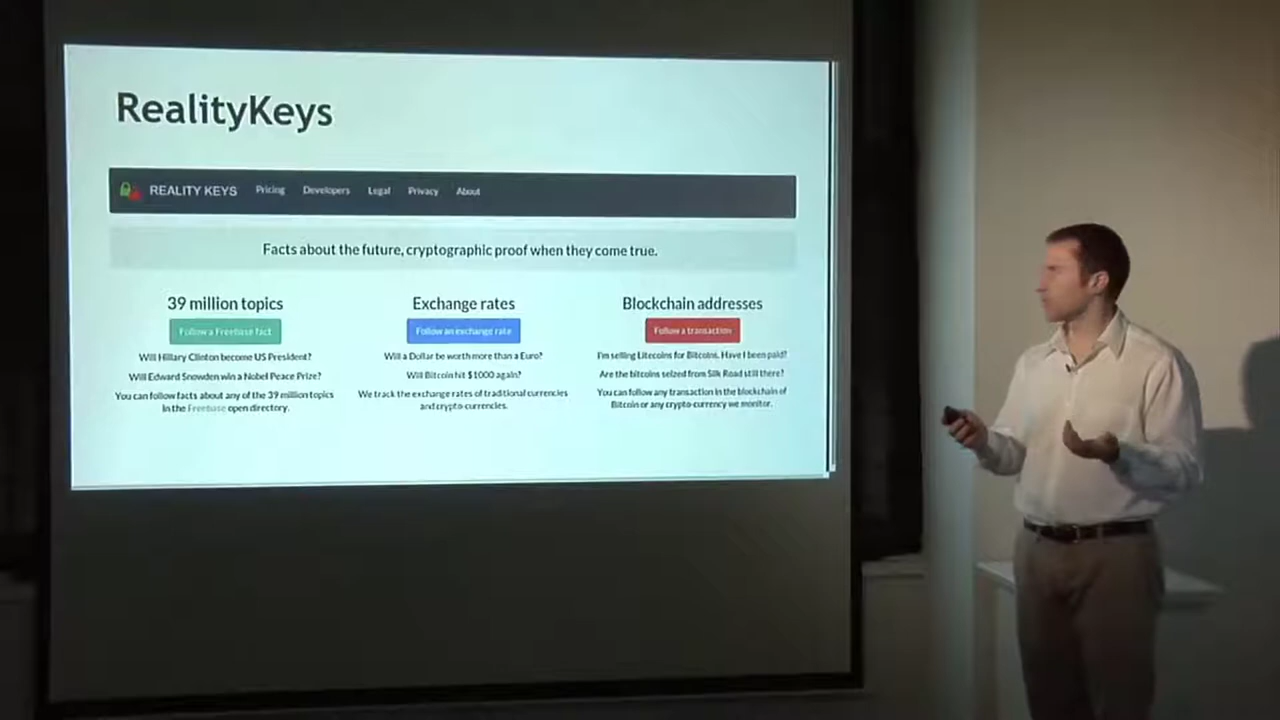 RealityKeys
REALITY KEYS Pricing Developers Legal Privacy About
Facts about the future, cryptographic proof when they come true.
39 million topics
Follow a Freebase fact
Will Hillary Clinton become US President?
Will Edward Snowden win a Nobel Peace Prize?
You can follow facts about any of the 39 million topics
in the Freebase open directory.
Exchange rates
Follow an exchange rate
Will a Dollar be worth more than a Euro?
Will Bitcoin hit $1000 again?
We track the exchange rates of traditional currencies
and crypto-currencies.
Blockchain addresses
Follow a transaction
I'm selling Litecoins for Bitcoins. Have I been paid?
Are the bitcoins seized from Silk Road still there?
You can follow any transaction in the blockchain of
Bitcoin or any crypto-currency we monitor.